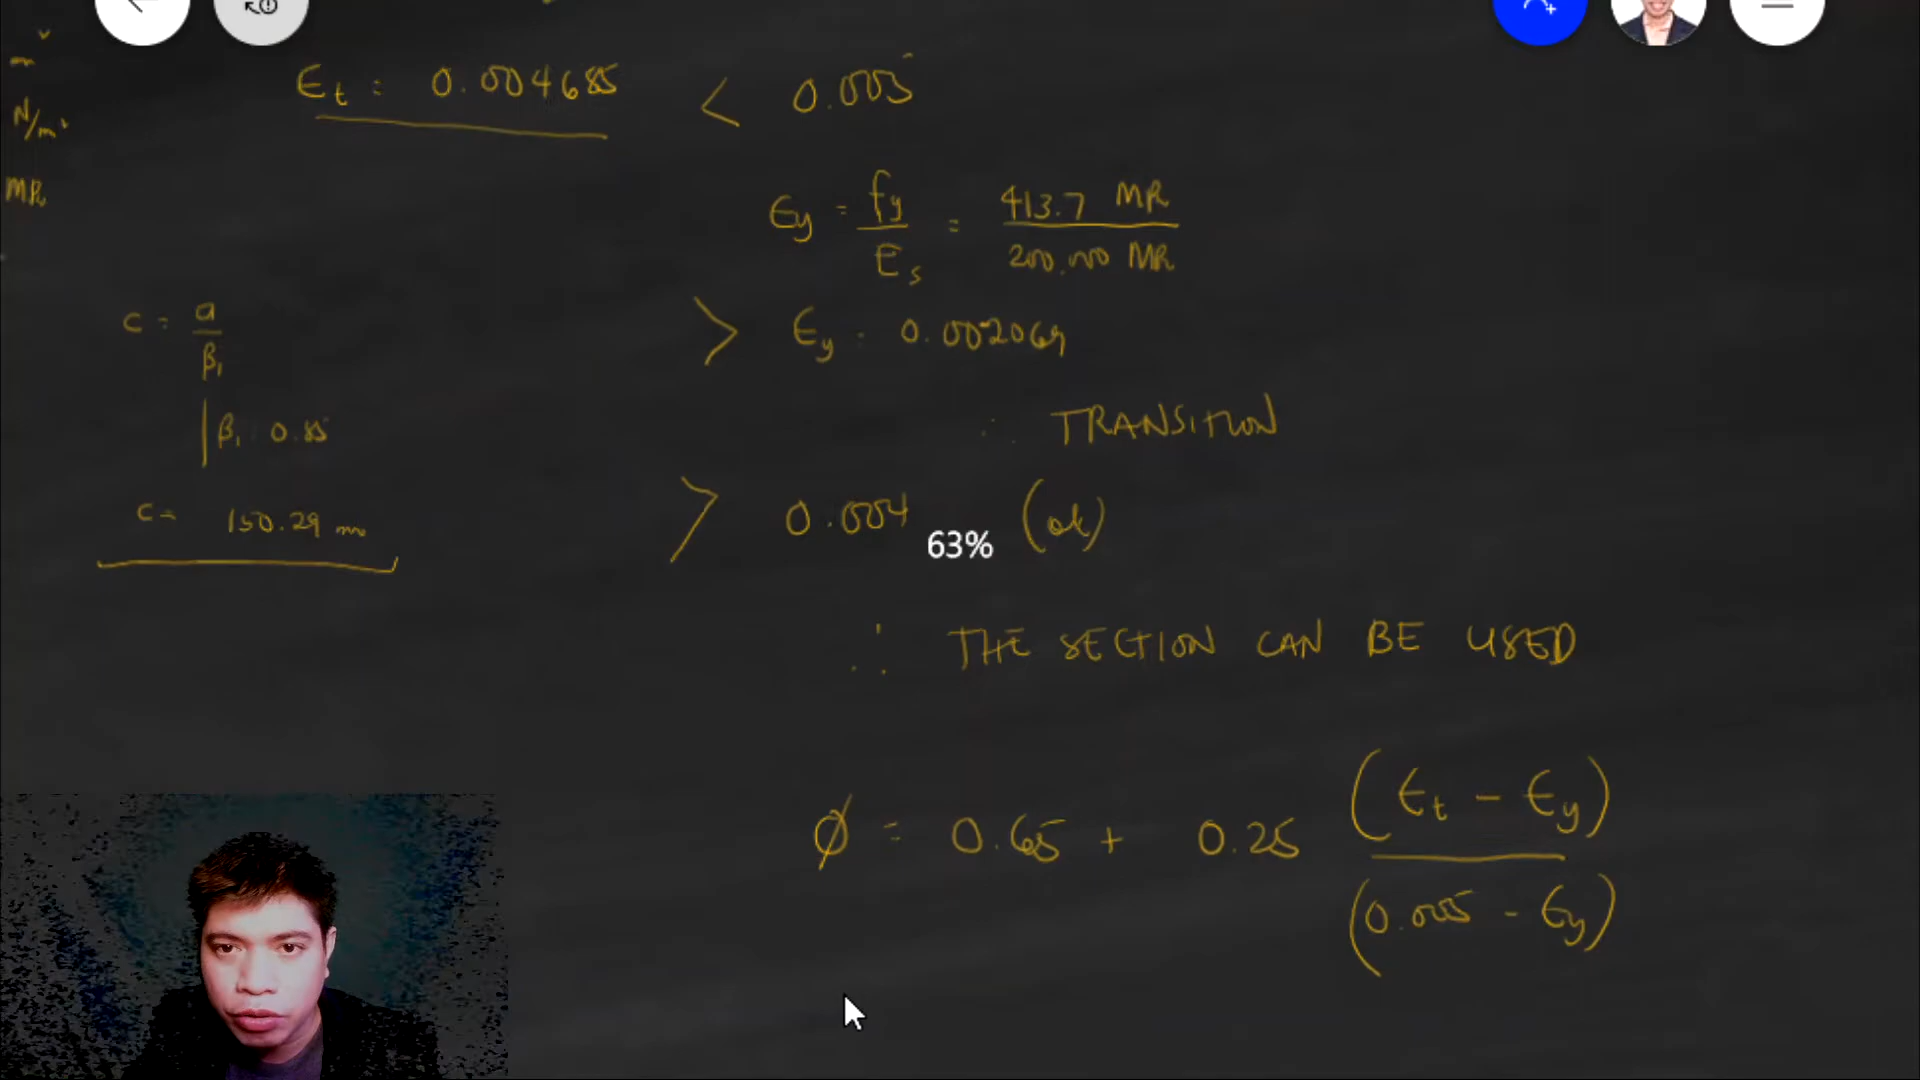 N/m²
MPa
ϵt = 0.004685 < 0.005
ϵy = fy / Es = 413.7 MPa / 200,000 MPa
> ϵy = 0.002069
c = a / β1
β1 = 0.85
c = 150.29 mm
∴ TRANSITION
> 0.004 (ok)
63%
∴ THE SECTION CAN BE USED
ϕ = 0.65 + 0.25 (ϵt - ϵy) / (0.005 - ϵy)